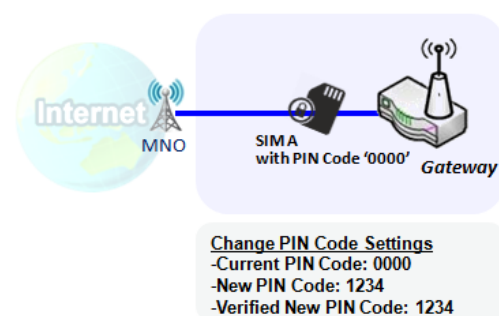 Internet
MNO
SIM A
with PIN Code ‘0000’
Gateway
Change PIN Code Settings
-Current PIN Code: 0000
-New PIN Code: 1234
-Verified New PIN Code: 1234